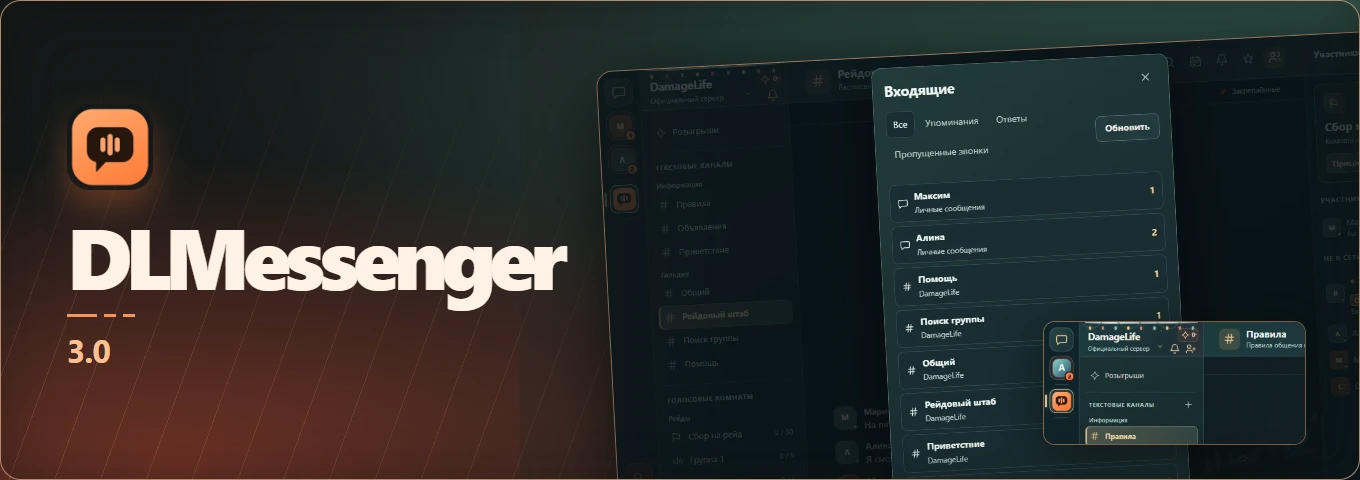 DLMessenger
3.0
DamageLife
Официальный сервер
Розыгрыши
ТЕКСТОВЫЕ КАНАЛЫ
Информация
# Правила
# Объявления
# Приветствие
Гильдия
# Общий
# Рейдовый штаб
# Поиск группы
# Помощь
ГОЛОСОВЫЕ КОМНАТЫ
Рейды
Сбор на рейд
Группа 1
Входящие
Все
Упоминания
Ответы
Обновить
Пропущенные звонки
Максим
1
Личные сообщения
Алина
2
Личные сообщения
# Помощь
1
DamageLife
# Поиск группы
1
DamageLife
# Общий
DamageLife
# Рейдовый штаб
DamageLife
# Приветствие
DamageLife
Закреплённые
DamageLife
Официальный сервер
A
2
Розыгрыши
ТЕКСТОВЫЕ КАНАЛЫ
Информация
# Правила
# Правила
Правила общения